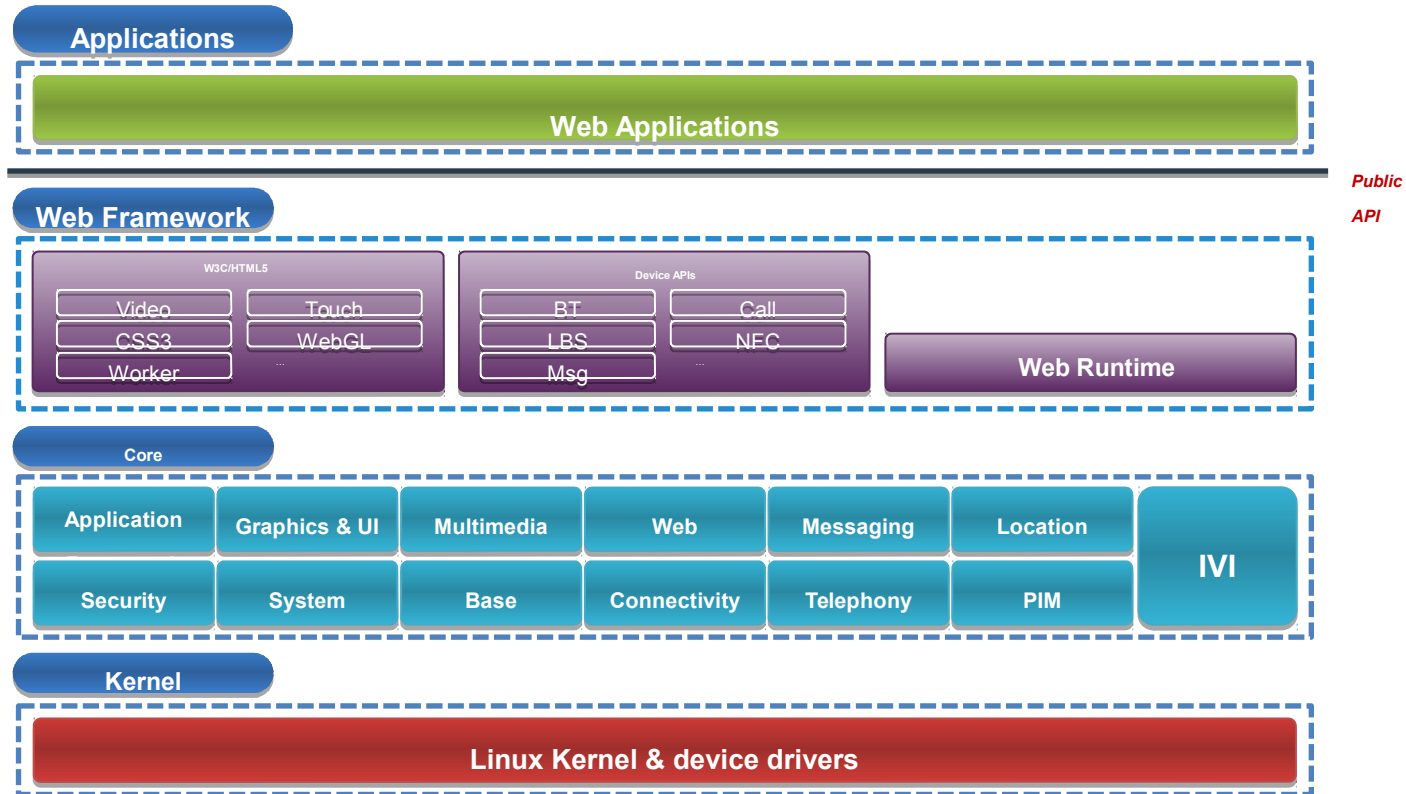 Applications
Web Applications
Public
API
Web Framework
W3C/HTML5
Video
Touch
CSS3
WebGL
Worker
...
Device APIs
BT
Call
LBS
NFC
Msg
...
Web Runtime
Core
Application
Graphics & UI
Multimedia
Web
Messaging
Location
IVI
Security
System
Base
Connectivity
Telephony
PIM
Kernel
Linux Kernel & device drivers